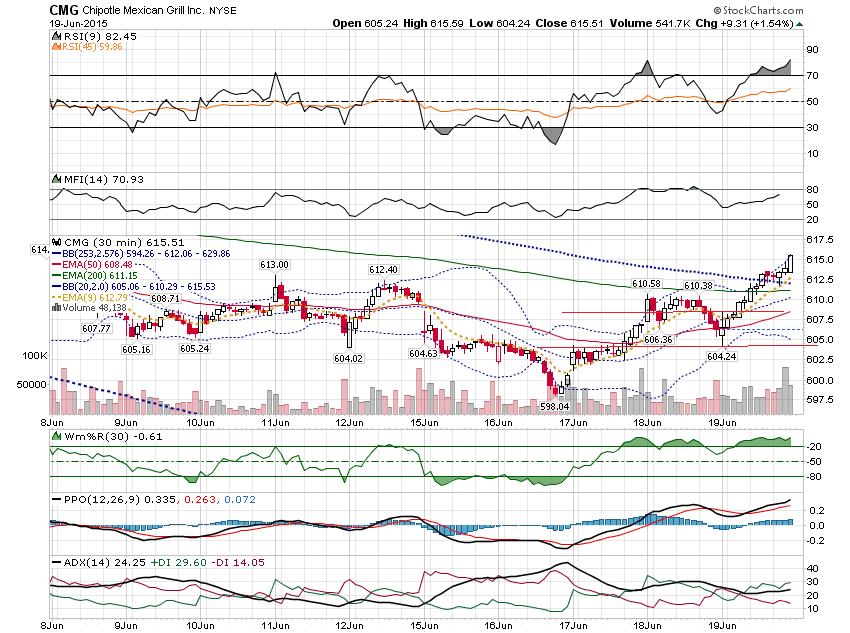 CMG Chipotle Mexican Grill Inc. NYSE © StockCharts.com
19-Jun-2015 Open 605.24 High 615.59 Low 604.24 Close 615.51 Volume 541.7K Chg +9.31 (+1.54%)
RSI(9) 82.45
RSI(45) 59.86
90
70
50
30
10
MFI(14) 70.93
80
50
20
614.
CMG (30 min) 615.51
BB(253,2.576) 594.26 - 612.06 - 629.86
EMA(50) 608.48
EMA(200) 611.15
BB(20,2.0) 605.06 - 610.29 - 615.53
EMA(9) 612.79
Volume 48,138
617.5
615.0
612.5
610.0
607.5
605.0
602.5
600.0
597.5
613.00
612.40
610.58
610.38
608.71
607.77
605.16
605.24
604.02
604.63
606.36
604.24
598.04
100K
50000
8Jun 9Jun 10Jun 11Jun 12Jun 15Jun 16Jun 17Jun 18Jun 19Jun
Wm%R(30) -0.61
-20
-50
-80
PPO(12,26,9) 0.335, 0.263, 0.072
0.2
0.0
-0.2
ADX(14) 24.25 +DI 29.60 -DI 14.05
40
30
20
10
8Jun 9Jun 10Jun 11Jun 12Jun 15Jun 16Jun 17Jun 18Jun 19Jun